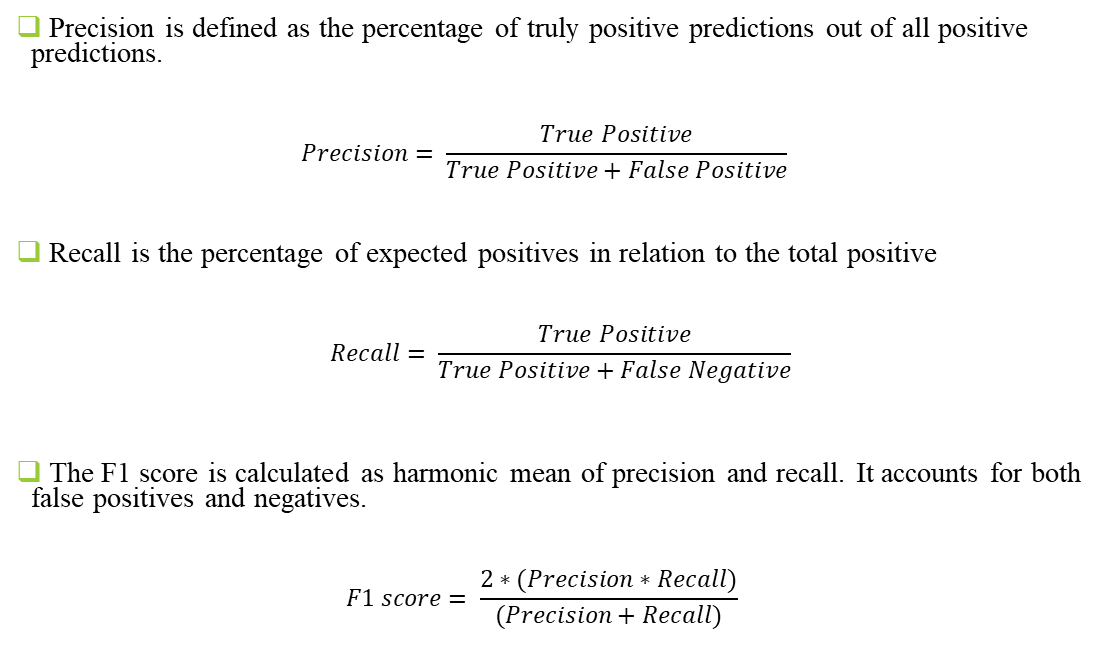 ❑ Precision is defined as the percentage of truly positive predictions out of all positive
predictions.
Precision = True Positive / True Positive + False Positive
❑ Recall is the percentage of expected positives in relation to the total positive
Recall = True Positive / True Positive + False Negative
❑ The F1 score is calculated as harmonic mean of precision and recall. It accounts for both
false positives and negatives.
F1 score = 2 * (Precision * Recall) / (Precision + Recall)